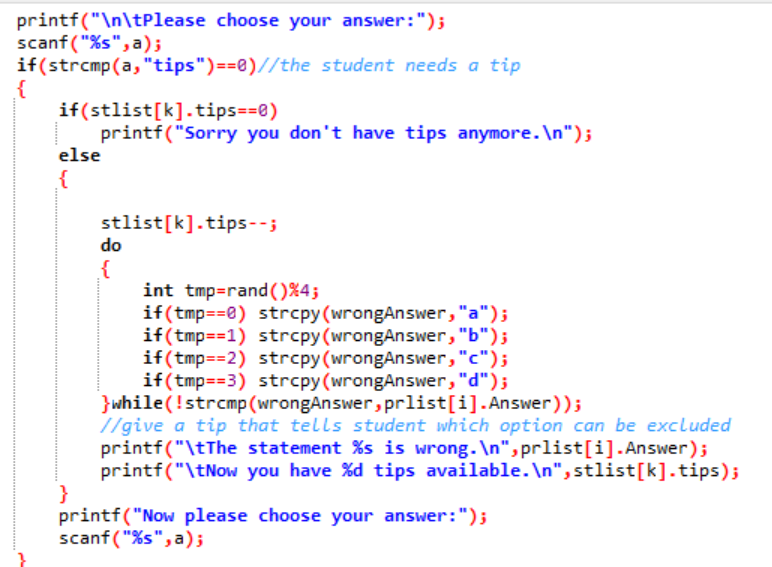 printf("\n\tPlease choose your answer:");
scanf("%s",a);
if(strcmp(a,"tips")==0)//the student needs a tip
{
if(stlist[k].tips==0)
printf("Sorry you don't have tips anymore.\n");
else
{
stlist[k].tips--;
do
{
int tmp=rand()%4;
if(tmp==0) strcpy(wrongAnswer,"a");
if(tmp==1) strcpy(wrongAnswer,"b");
if(tmp==2) strcpy(wrongAnswer,"c");
if(tmp==3) strcpy(wrongAnswer,"d");
}while(!strcmp(wrongAnswer,prlist[i].Answer));
//give a tip that tells student which option can be excluded
printf("\tThe statement %s is wrong.\n",prlist[i].Answer);
printf("\tNow you have %d tips available.\n",stlist[k].tips);
}
printf("Now please choose your answer:");
scanf("%s",a);
}